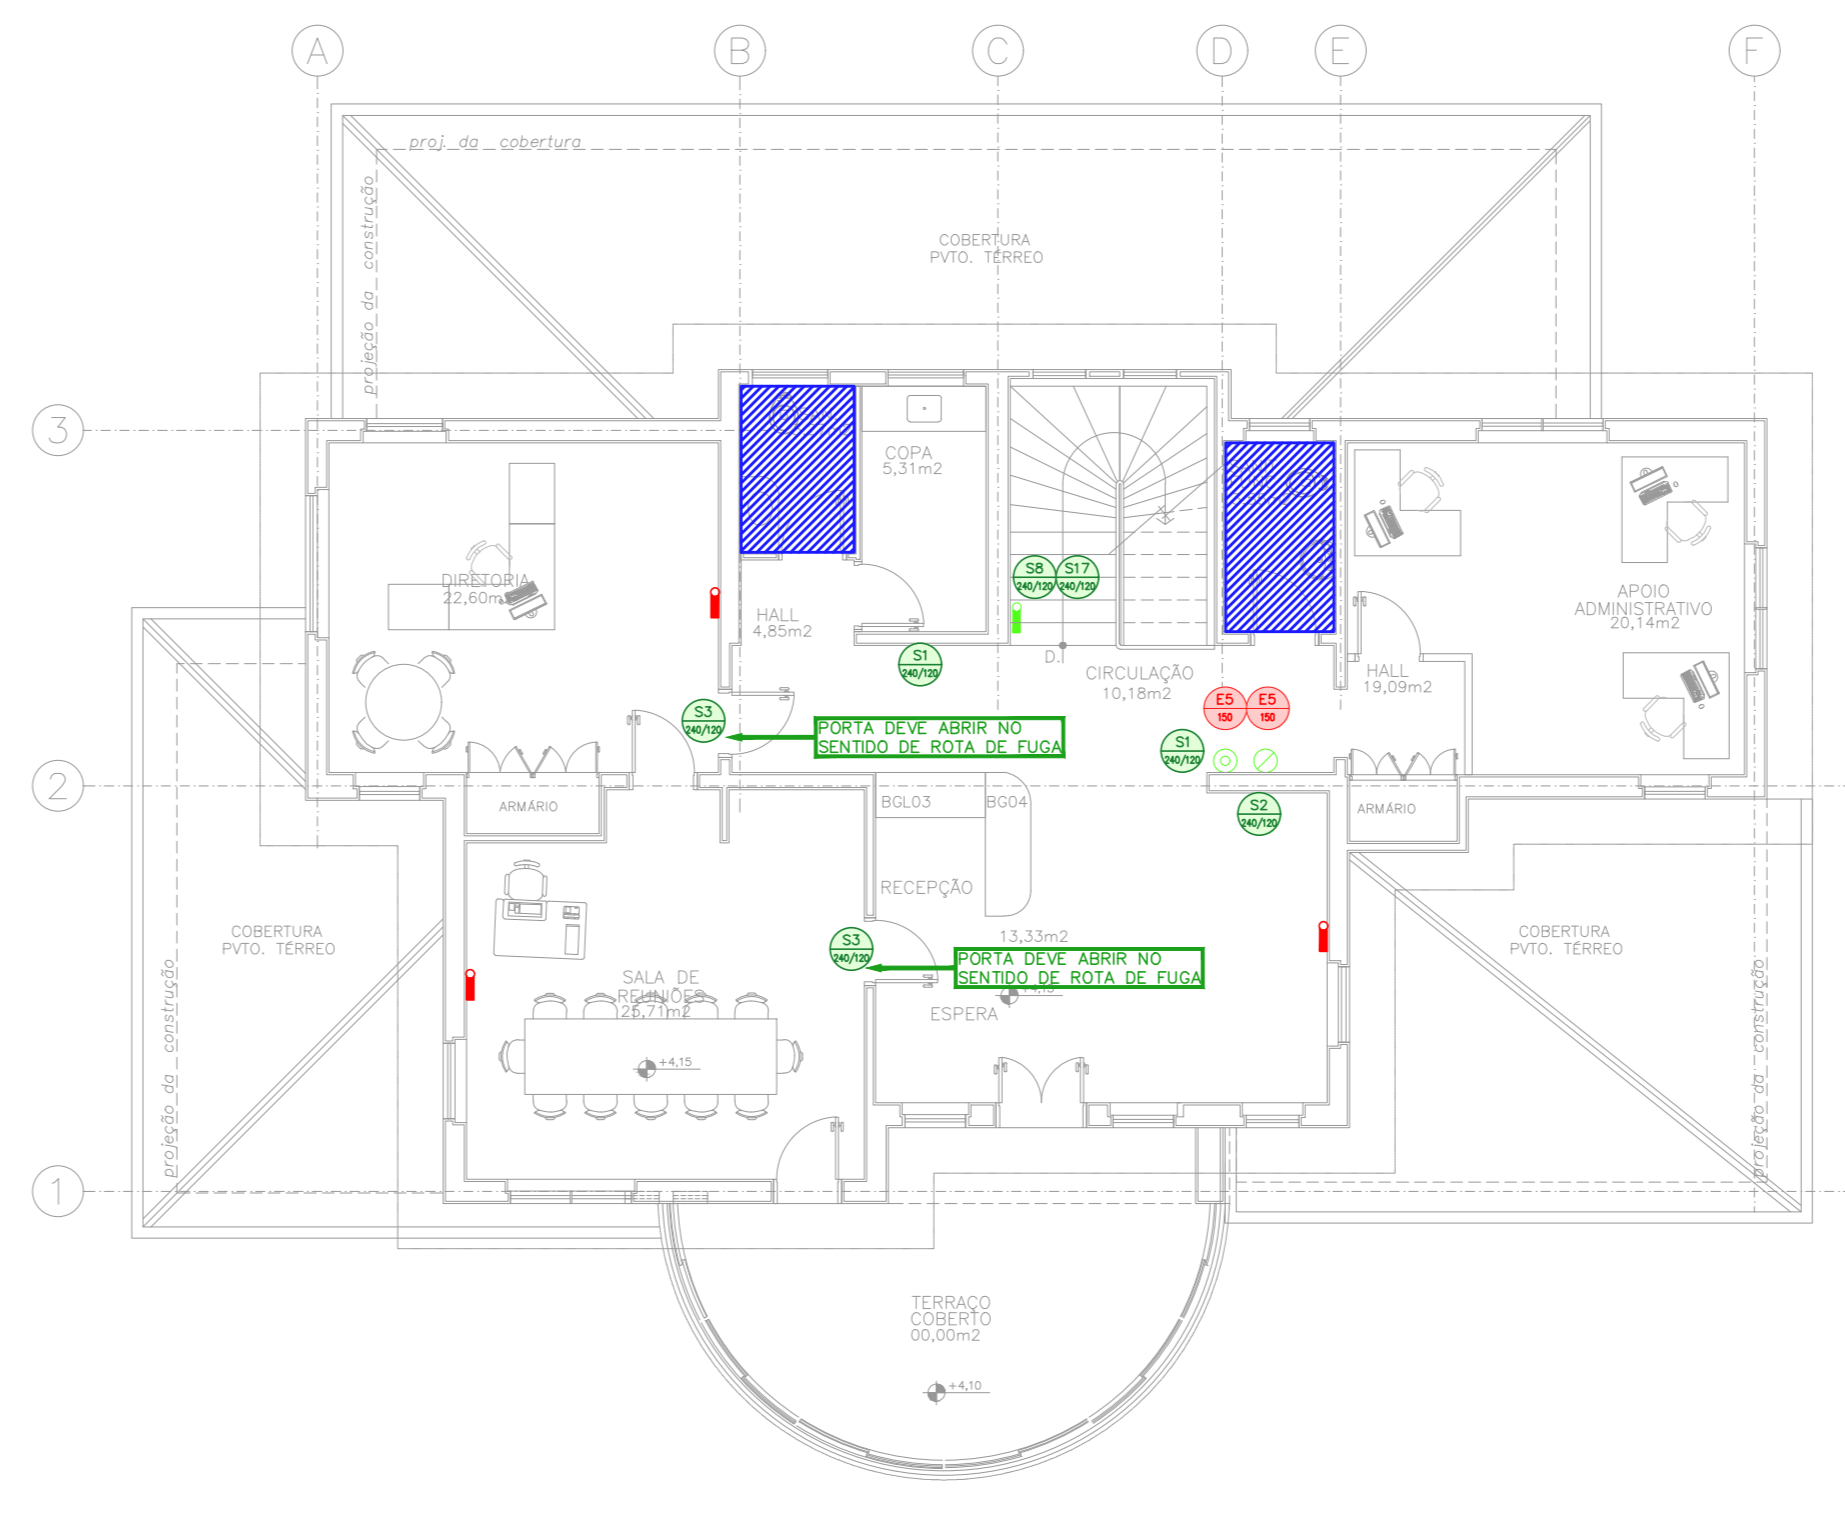 A
B
C
D
E
F
proj. da cobertura
projeção da construção
COBERTURA
PVTO. TÉRREO
3
COPA
5,31m2
DIRETORIA
22,60m2
S8
240/120
S17
240/120
APOIO
ADMINISTRATIVO
20,14m2
HALL
4,85m2
S1
240/120
D.
CIRCULAÇÃO
10,18m2
HALL
19,09m2
S3
240/120
PORTA DEVE ABRIR NO
SENTIDO DE ROTA DE FUGA
E5
150
E5
150
S1
240/120
2
ARMÁRIO
BGL03
BG04
S2
240/120
ARMÁRIO
RECEPÇÃO
COBERTURA
PVTO. TÉRREO
13,33m2
S3
240/120
PORTA DEVE ABRIR NO
SENTIDO DE ROTA DE FUGA
COBERTURA
PVTO. TÉRREO
SALA DE
REUNIÕES
25,71m2
+4,15
ESPERA
+4,15
projeção da construção
projeção da construção
1
TERRAÇO
COBERTO
00,00m2
+4,10